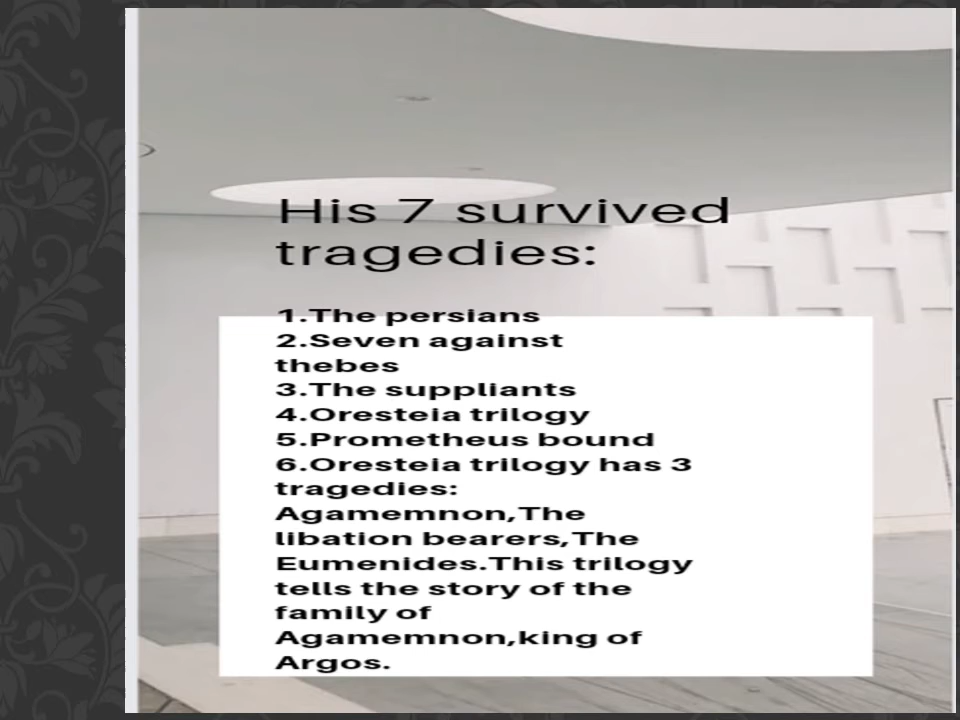 His 7 survived
tragedies:
1.The persians
2.Seven against
thebes
3.The suppliants
4.Oresteia trilogy
5.Prometheus bound
6.Oresteia trilogy has 3
tragedies:
Agamemnon,The
libation bearers,The
Eumenides.This trilogy
tells the story of the
family of
Agamemnon,king of
Argos.